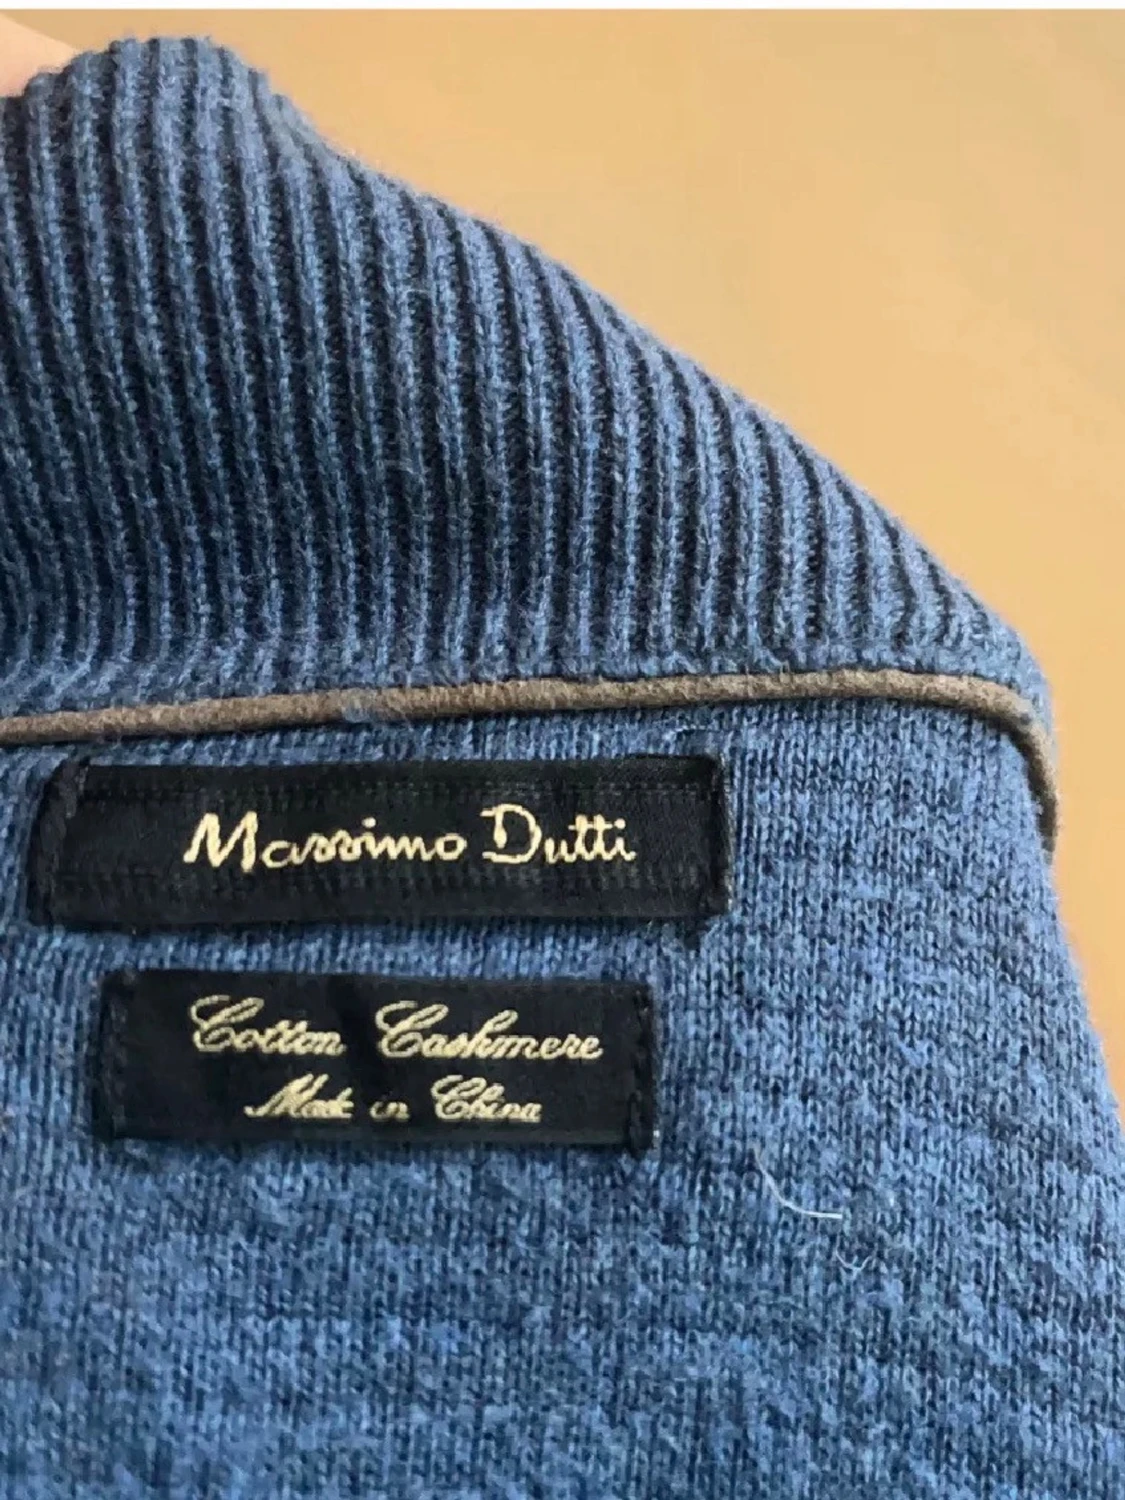 Massimo Dutti
Cotton Cashmere
Made in China